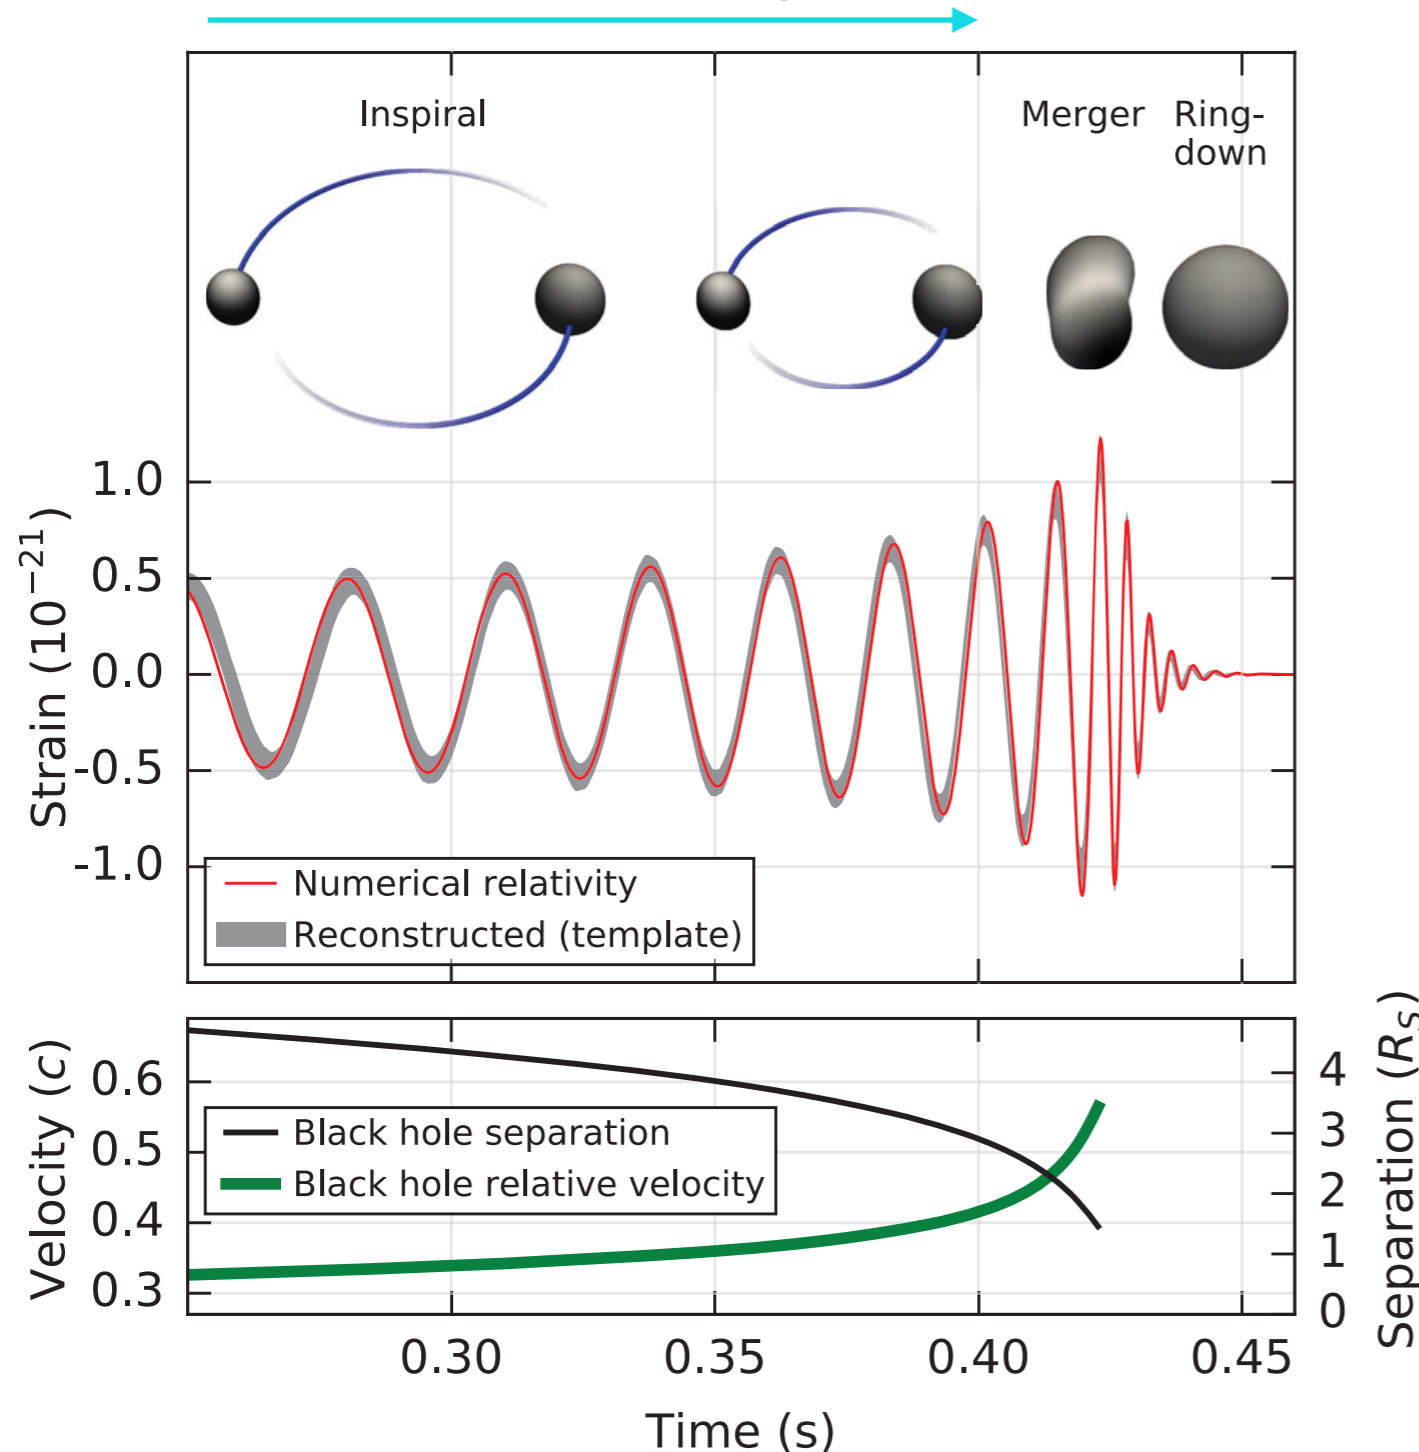 Inspiral
Merger
Ring-
down
Strain (10⁻²¹)
1.0
0.5
0.0
-0.5
-1.0
Numerical relativity
Reconstructed (template)
Velocity (c)
0.6
0.5
0.4
0.3
Black hole separation
Black hole relative velocity
Separation (R_S)
4
3
2
1
0
0.30
0.35
0.40
0.45
Time (s)